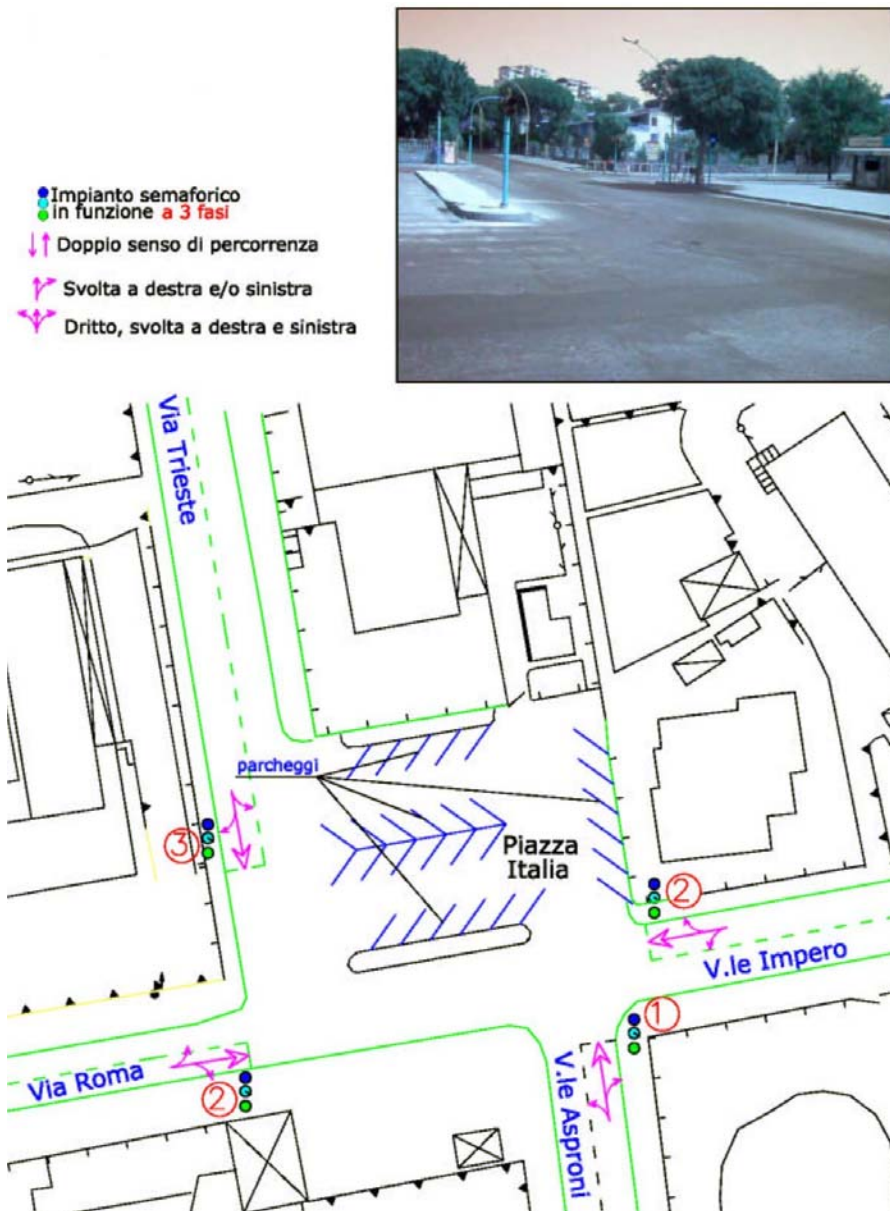 Impianto semaforico
in funzione a 3 fasi
Doppio senso di percorrenza
Svolta a destra e/o sinistra
Dritto, svolta a destra e sinistra
Via Trieste
parcheggi
Piazza
Italia
3
2
V.le Impero
1
Via Roma
2
V.le Asproni